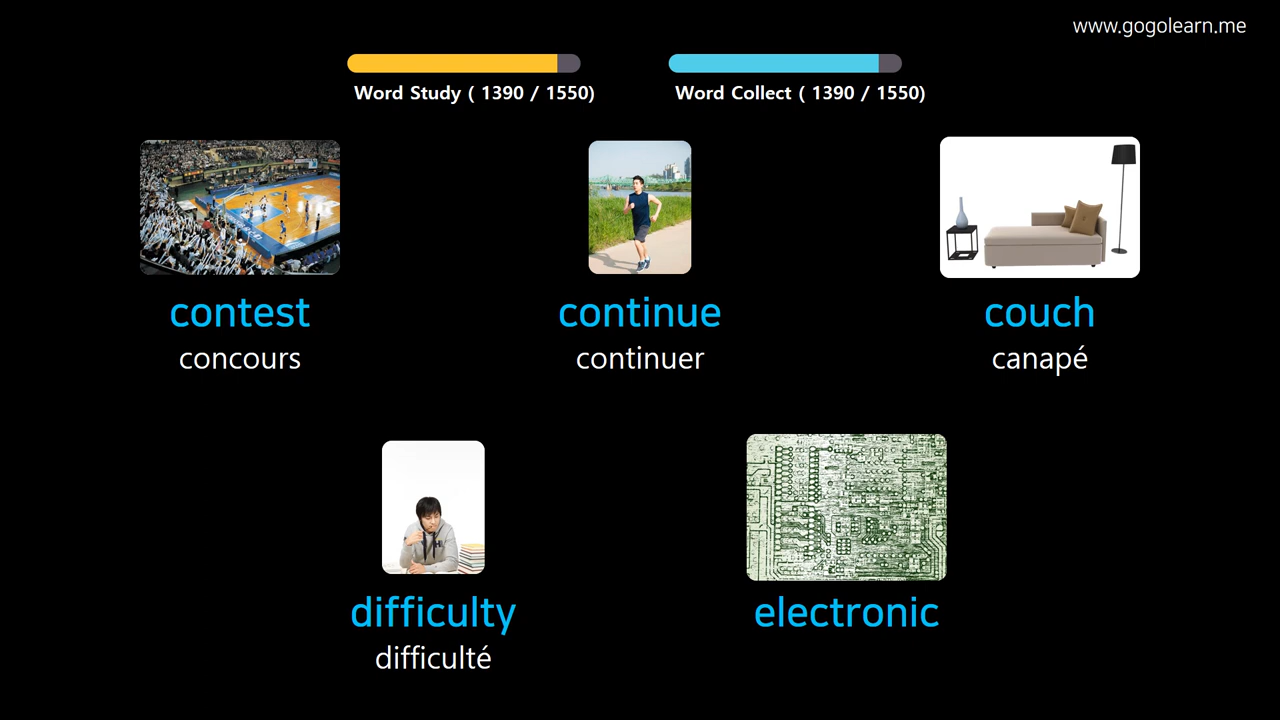 www.gogolearn.me
Word Study ( 1390 / 1550)
Word Collect ( 1390 / 1550)
contest
concours
continue
continuer
couch
canapé
difficulty
difficulté
electronic